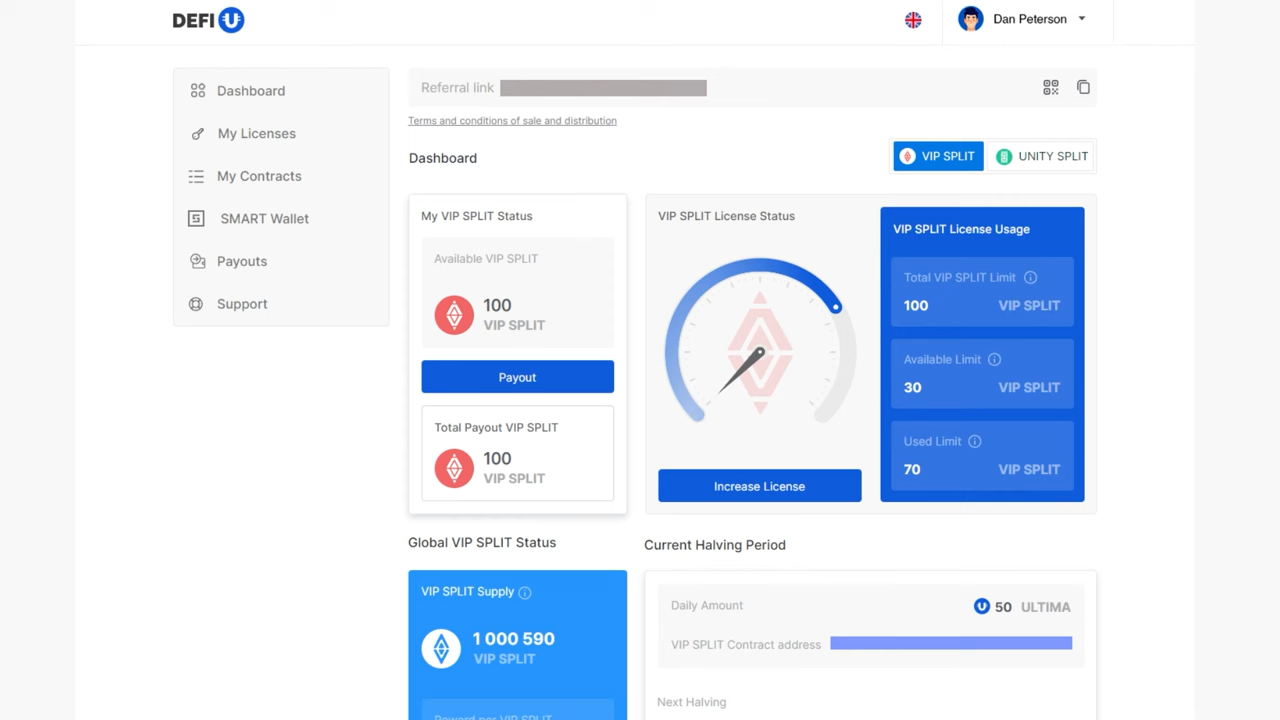 DEFI U
Dan Peterson
Dashboard
My Licenses
My Contracts
SMART Wallet
Payouts
Support
Referral link
Terms and conditions of sale and distribution
Dashboard
VIP SPLIT
UNITY SPLIT
My VIP SPLIT Status
Available VIP SPLIT
100
VIP SPLIT
Payout
Total Payout VIP SPLIT
100
VIP SPLIT
VIP SPLIT License Status
Increase License
VIP SPLIT License Usage
Total VIP SPLIT Limit
100 VIP SPLIT
Available Limit
30 VIP SPLIT
Used Limit
70 VIP SPLIT
Global VIP SPLIT Status
VIP SPLIT Supply
1 000 590
VIP SPLIT
Current Halving Period
Daily Amount 50 ULTIMA
VIP SPLIT Contract address
Next Halving